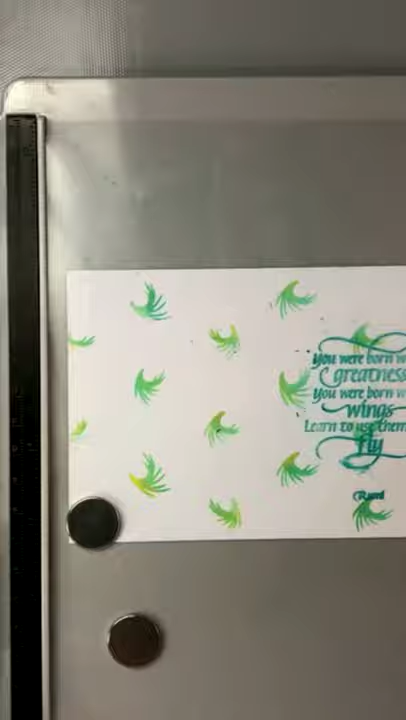 You were born w
greatness
You were born w
wings
Learn to use them
fly
Rumi